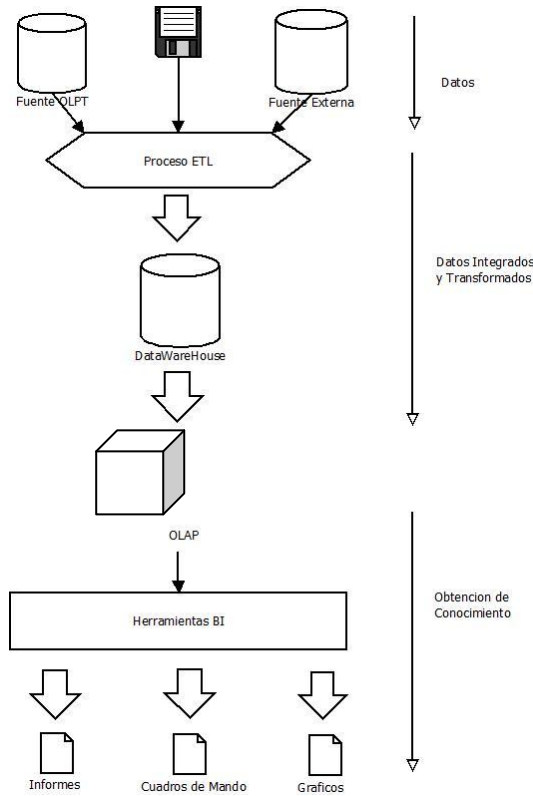 Fuente OLPT
Fuente Externa
Datos
Proceso ETL
Datos Integrados
y Transformados
DataWareHouse
OLAP
Obtencion de
Conocimiento
Herramientas BI
Informes
Cuadros de Mando
Graficos